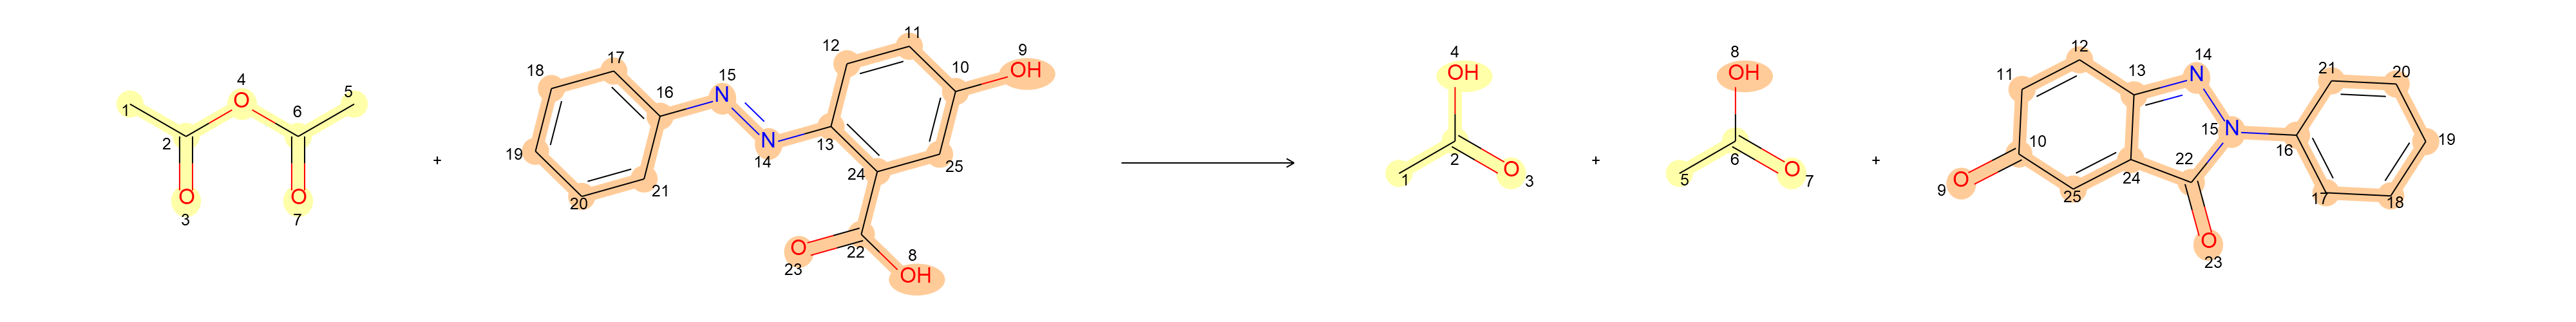 1 2 O 3 4 O 5 6 O 7
+
17 18 19 20 21 16 15 N N 14 12 11 10 9 OH 13 24 25 22 O 23 8 OH
4 OH 1 2 O 3
+
8 OH 5 6 O 7
+
12 11 10 O 9 25 24 13 14 N 15 N 22 O 23 16 21 20 19 18 17